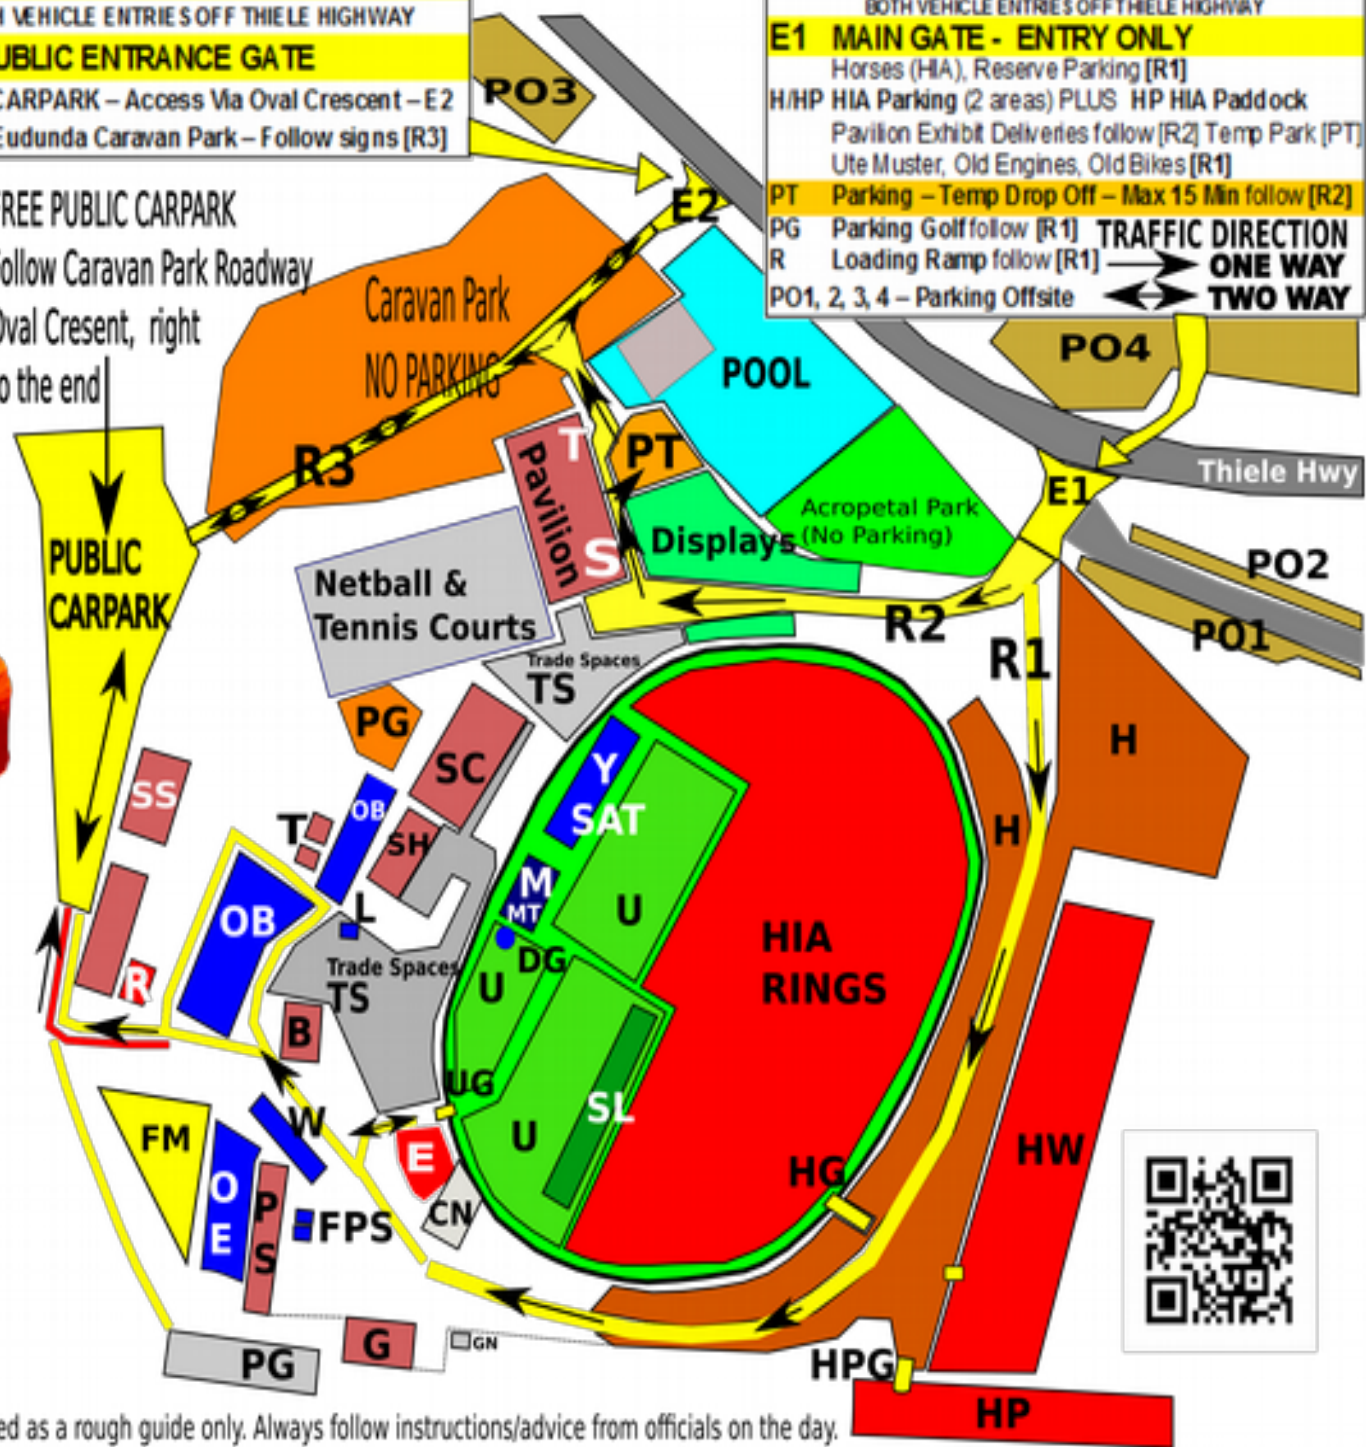 H VEHICLE ENTRIES OFF THIELE HIGHWAY
UBLIC ENTRANCE GATE
CARPARK – Access Via Oval Crescent – E2
Eudunda Caravan Park – Follow signs [R3]
BOTH VEHICLE ENTRIES OFF THIELE HIGHWAY
E1 MAIN GATE - ENTRY ONLY
Horses (HIA), Reserve Parking [R1]
H/HP HIA Parking (2 areas) PLUS HP HIA Paddock
Pavilion Exhibit Deliveries follow [R2] Temp Park [PT]
Ute Muster, Old Engines, Old Bikes [R1]
PT Parking – Temp Drop Off – Max 15 Min follow [R2]
PG Parking Golf follow [R1]
R Loading Ramp follow [R1]
PO1, 2, 3, 4 – Parking Offsite
TRAFFIC DIRECTION
ONE WAY
TWO WAY
FREE PUBLIC CARPARK
Follow Caravan Park Roadway
Oval Cresent, right
to the end
PO3
E2
Caravan Park
NO PARKING
POOL
PO4
R3
Thiele Hwy
PT
T
Pavilion
S
E1
Acropetal Park
(No Parking)
Displays
PO2
PO1
PUBLIC
CARPARK
Netball &
Tennis Courts
R2
R1
Trade Spaces
TS
PG
H
SC
Y
SAT
SS
OB
T
SH
H
M
MT
U
L
OB
HIA
RINGS
DG
Trade Spaces
TS
U
R
B
UG
SL
W
U
FM
E
HW
HG
O
E
P
S
FPS
CN
PG
G
GN
HPG
HP
ed as a rough guide only. Always follow instructions/advice from officials on the day.